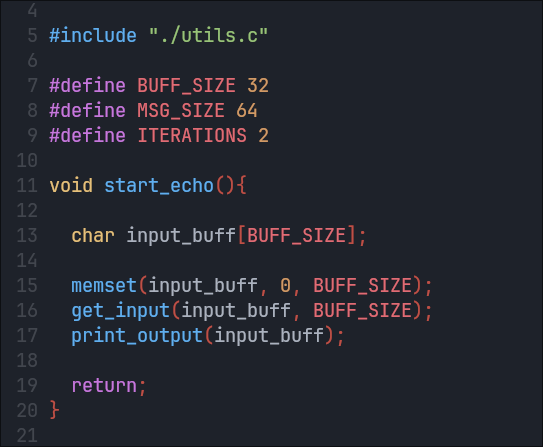 4
5 #include "./utils.c"
6
7 #define BUFF_SIZE 32
8 #define MSG_SIZE 64
9 #define ITERATIONS 2
10
11 void start_echo(){
12
13 char input_buff[BUFF_SIZE];
14
15 memset(input_buff, 0, BUFF_SIZE);
16 get_input(input_buff, BUFF_SIZE);
17 print_output(input_buff);
18
19 return;
20 }
21